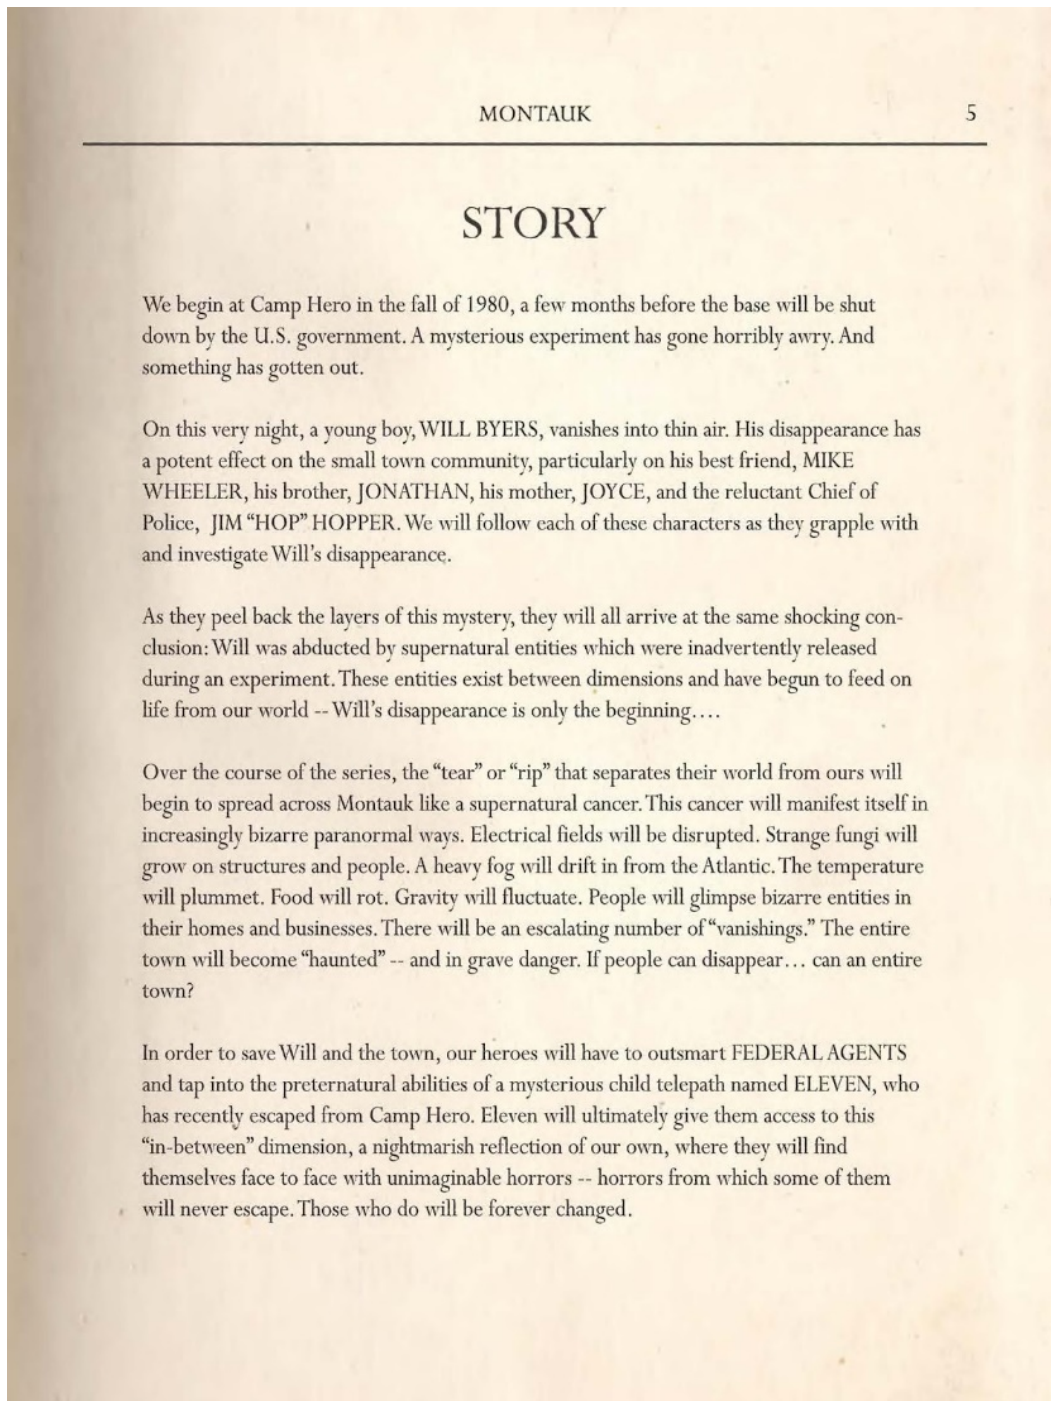 MONTAUK 5
STORY
We begin at Camp Hero in the fall of 1980, a few months before the base will be shut
down by the U.S. government. A mysterious experiment has gone horribly awry. And
something has gotten out.
On this very night, a young boy, WILL BYERS, vanishes into thin air. His disappearance has
a potent effect on the small town community, particularly on his best friend, MIKE
WHEELER, his brother, JONATHAN, his mother, JOYCE, and the reluctant Chief of
Police, JIM “HOP” HOPPER. We will follow each of these characters as they grapple with
and investigate Will’s disappearance.
As they peel back the layers of this mystery, they will all arrive at the same shocking con-
clusion: Will was abducted by supernatural entities which were inadvertently released
during an experiment. These entities exist between dimensions and have begun to feed on
life from our world -- Will’s disappearance is only the beginning....
Over the course of the series, the “tear” or “rip” that separates their world from ours will
begin to spread across Montauk like a supernatural cancer. This cancer will manifest itself in
increasingly bizarre paranormal ways. Electrical fields will be disrupted. Strange fungi will
grow on structures and people. A heavy fog will drift in from the Atlantic. The temperature
will plummet. Food will rot. Gravity will fluctuate. People will glimpse bizarre entities in
their homes and businesses. There will be an escalating number of “vanishings.” The entire
town will become “haunted” -- and in grave danger. If people can disappear... can an entire
town?
In order to save Will and the town, our heroes will have to outsmart FEDERAL AGENTS
and tap into the preternatural abilities of a mysterious child telepath named ELEVEN, who
has recently escaped from Camp Hero. Eleven will ultimately give them access to this
“in-between” dimension, a nightmarish reflection of our own, where they will find
themselves face to face with unimaginable horrors -- horrors from which some of them
will never escape. Those who do will be forever changed.